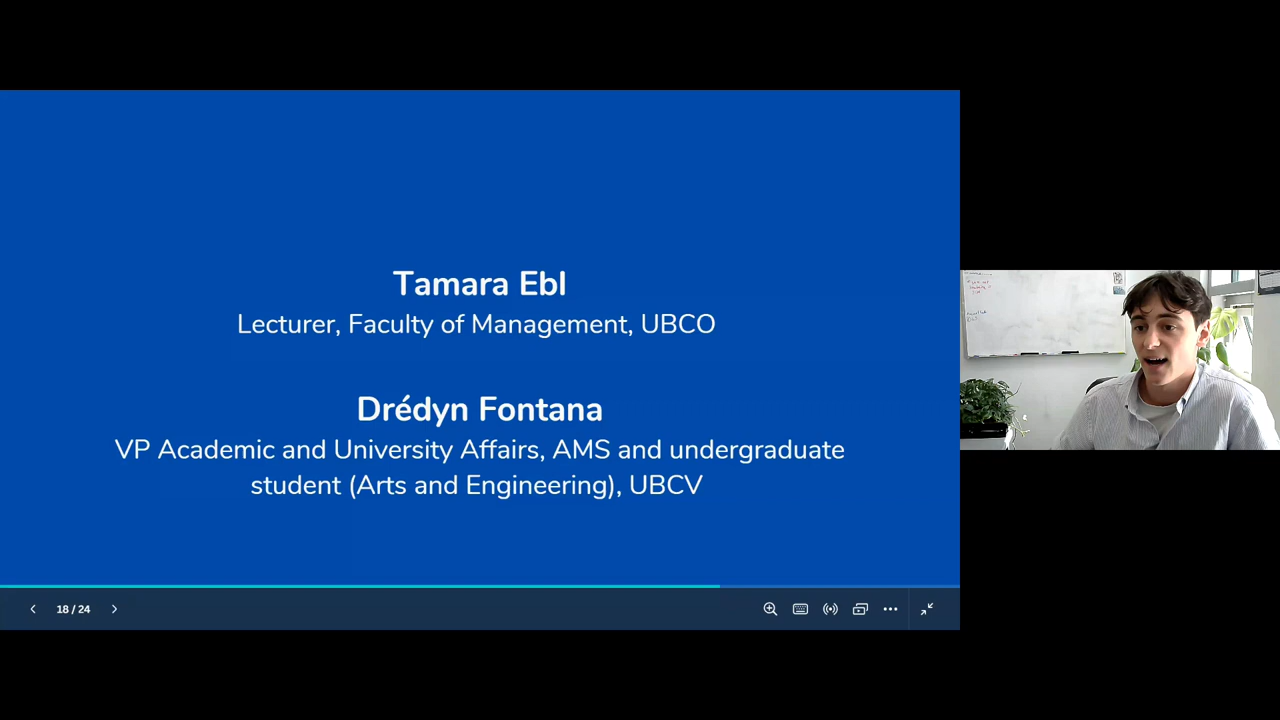 Tamara Ebl
Lecturer, Faculty of Management, UBCO
Drédyn Fontana
VP Academic and University Affairs, AMS and undergraduate
student (Arts and Engineering), UBCV
18 / 24